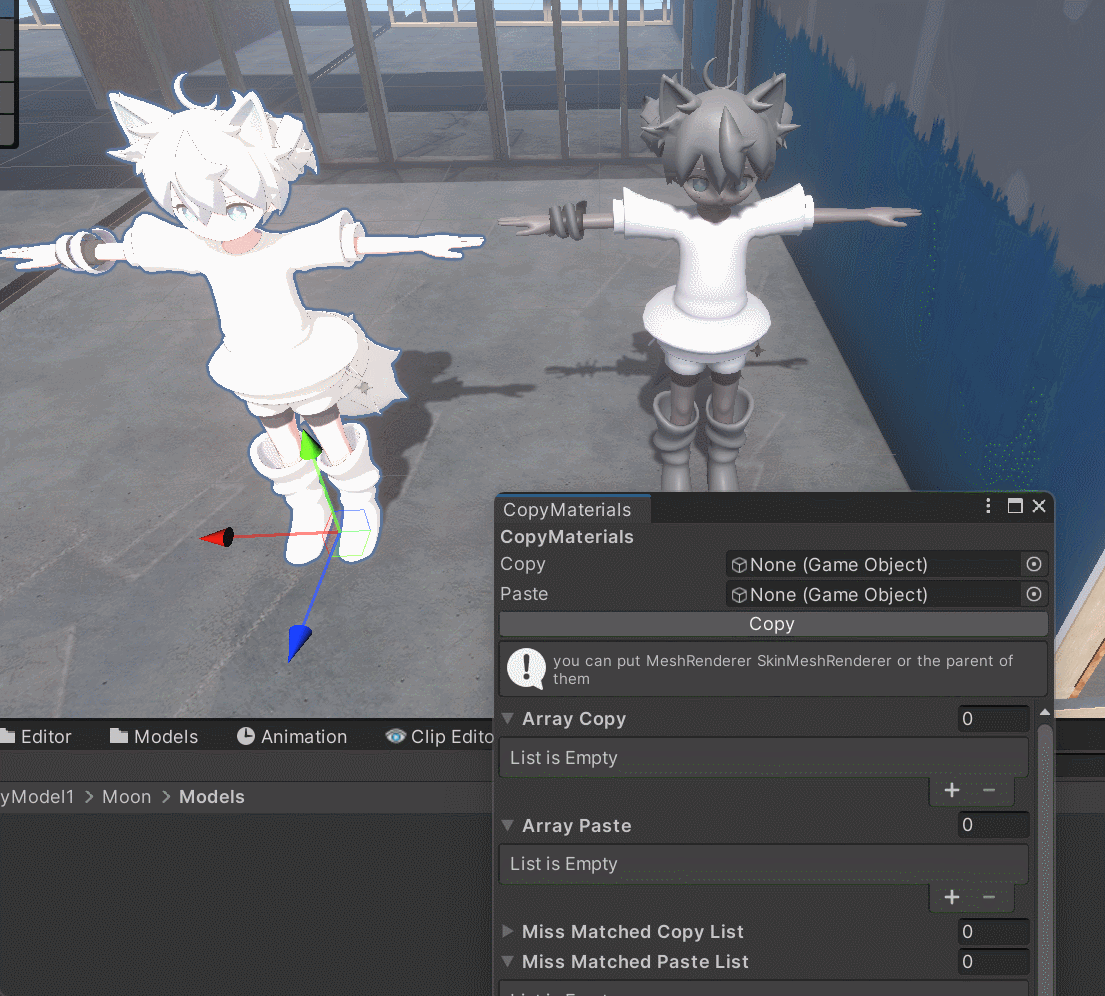 CopyMaterials
CopyMaterials
Copy None (Game Object)
Paste None (Game Object)
Copy
you can put MeshRenderer SkinMeshRenderer or the parent of
them
Array Copy 0
List is Empty
Array Paste 0
List is Empty
Miss Matched Copy List 0
Miss Matched Paste List 0
Editor Models Animation Clip Edito
yModel1 > Moon > Models